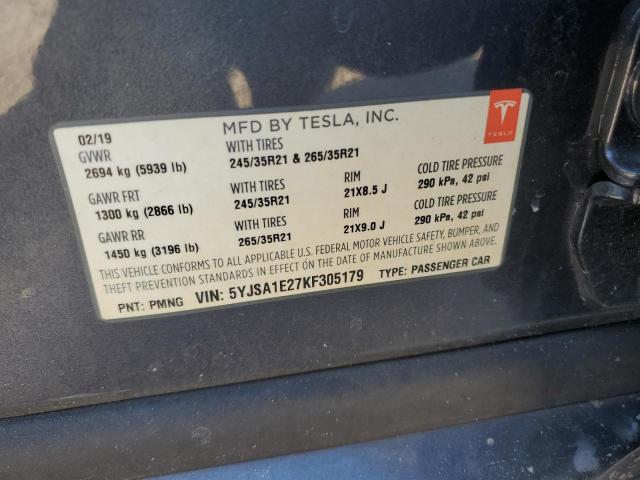 02/19 MFD BY TESLA, INC.
TESLA
GVWR WITH TIRES
2694 kg (5939 lb) 245/35R21 & 265/35R21
GAWR FRT WITH TIRES RIM COLD TIRE PRESSURE
1300 kg (2866 lb) 245/35R21 21X8.5 J 290 kPa, 42 psi
GAWR RR WITH TIRES RIM COLD TIRE PRESSURE
1450 kg (3196 lb) 265/35R21 21X9.0 J 290 kPa, 42 psi
THIS VEHICLE CONFORMS TO ALL APPLICABLE U.S. FEDERAL MOTOR VEHICLE SAFETY, BUMPER, AND
THEFT PREVENTION STANDARDS IN EFFECT ON THE DATE OF MANUFACTURE SHOWN ABOVE.
PNT: PMNG VIN: 5YJSA1E27KF305179 TYPE: PASSENGER CAR